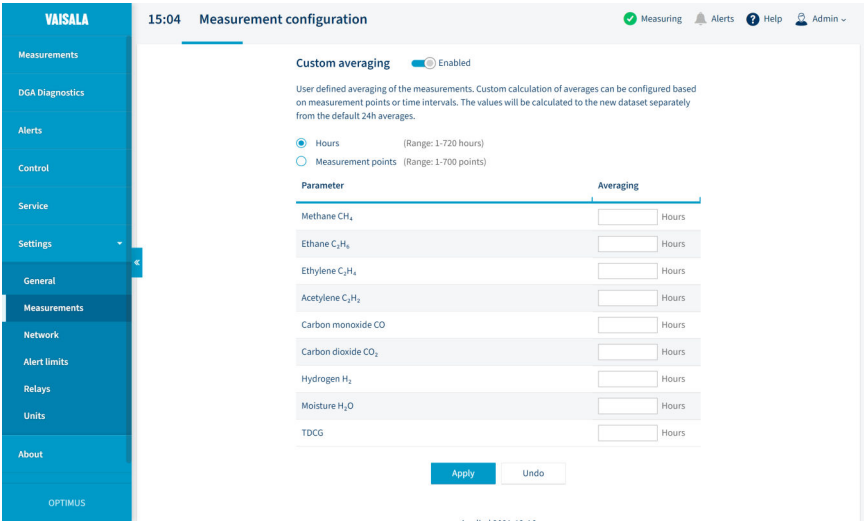 VAISALA
15:04 Measurement configuration
Measuring
Alerts
Help
Admin
Measurements
DGA Diagnostics
Alerts
Control
Service
Settings
General
Measurements
Network
Alert limits
Relays
Units
About
OPTIMUS
Custom averaging Enabled
User defined averaging of the measurements. Custom calculation of averages can be configured based
on measurement points or time intervals. The values will be calculated to the new dataset separately
from the default 24h averages.
Hours (Range: 1-720 hours)
Measurement points (Range: 1-700 points)
Parameter Averaging
Methane CH₄ Hours
Ethane C₂H₆ Hours
Ethylene C₂H₄ Hours
Acetylene C₂H₂ Hours
Carbon monoxide CO Hours
Carbon dioxide CO₂ Hours
Hydrogen H₂ Hours
Moisture H₂O Hours
TDCG Hours
Apply Undo